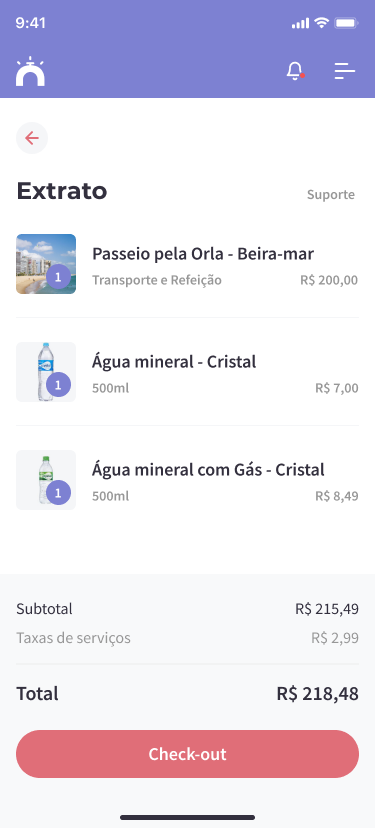 9:41
Extrato
Suporte
Passeio pela Orla - Beira-mar
1
Transporte e Refeição
R$ 200,00
Água mineral - Cristal
1
500ml
R$ 7,00
Água mineral com Gás - Cristal
1
500ml
R$ 8,49
Subtotal
R$ 215,49
Taxas de serviços
R$ 2,99
Total
R$ 218,48
Check-out